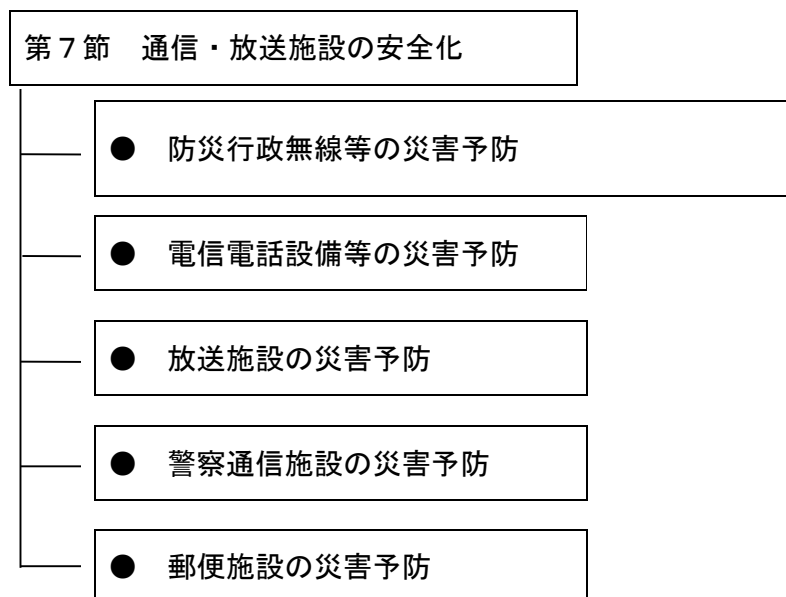 第７節　通信・放送施設の安全化
●　防災行政無線等の災害予防
●　電信電話設備等の災害予防
●　放送施設の災害予防
●　警察通信施設の災害予防
●　郵便施設の災害予防